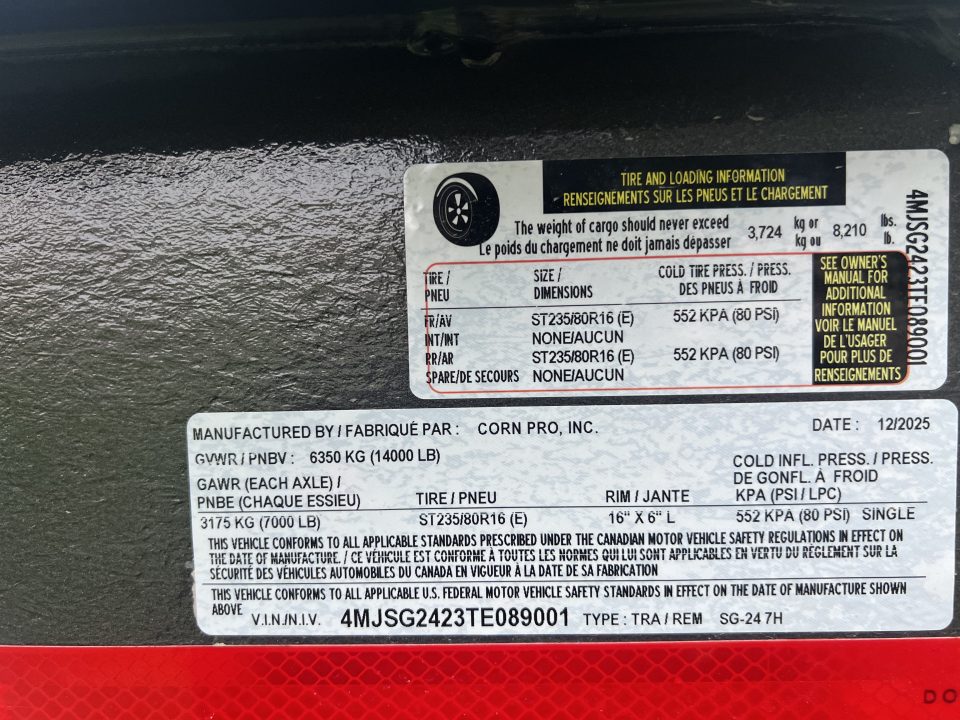 TIRE AND LOADING INFORMATION
RENSEIGNEMENTS SUR LES PNEUS ET LE CHARGEMENT
The weight of cargo should never exceed 3,724 kg or 8,210 lbs.
Le poids du chargement ne doit jamais dépasser kg ou lb.
TIRE / SIZE / COLD TIRE PRESS. / PRESS.
PNEU DIMENSIONS DES PNEUS À FROID
FR/AV ST235/80R16 (E) 552 KPA (80 PSI)
INT/INT NONE/AUCUN
RR/AR ST235/80R16 (E) 552 KPA (80 PSI)
SPARE/DE SECOURS NONE/AUCUN
SEE OWNER'S
MANUAL FOR
ADDITIONAL
INFORMATION
VOIR LE MANUEL
DE L'USAGER
POUR PLUS DE
RENSEIGNEMENTS
4MJSG2423TE089001
MANUFACTURED BY / FABRIQUÉ PAR : CORN PRO, INC. DATE : 12/2025
GVWR / PNBV : 6350 KG (14000 LB)
GAWR (EACH AXLE) / COLD INFL. PRESS. / PRESS.
PNBE (CHAQUE ESSIEU) TIRE / PNEU RIM / JANTE DE GONFL. À FROID
KPA (PSI / LPC)
3175 KG (7000 LB) ST235/80R16 (E) 16" X 6" L 552 KPA (80 PSI) SINGLE
THIS VEHICLE CONFORMS TO ALL APPLICABLE STANDARDS PRESCRIBED UNDER THE CANADIAN MOTOR VEHICLE SAFETY REGULATIONS IN EFFECT ON
THE DATE OF MANUFACTURE. / CE VÉHICULE EST CONFORME À TOUTES LES NORMES QUI LUI SONT APPLICABLES EN VERTU DU RÈGLEMENT SUR LA
SÉCURITÉ DES VÉHICULES AUTOMOBILES DU CANADA EN VIGUEUR À LA DATE DE SA FABRICATION
THIS VEHICLE CONFORMS TO ALL APPLICABLE U.S. FEDERAL MOTOR VEHICLE SAFETY STANDARDS IN EFFECT ON THE DATE OF MANUFACTURE SHOWN
ABOVE
V.I.N./N.I.V. 4MJSG2423TE089001 TYPE : TRA / REM SG-24 7H
DO